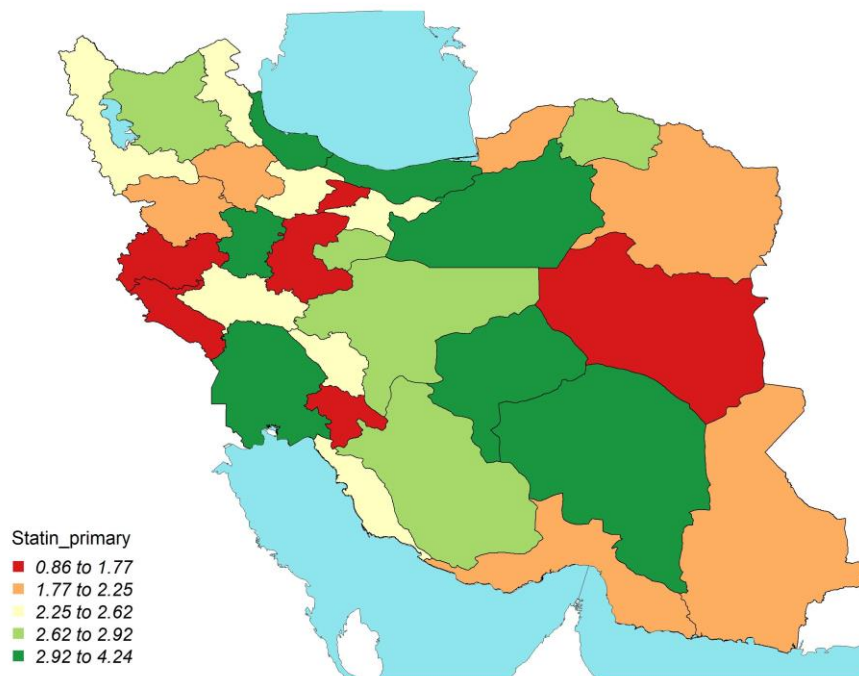 Statin_primary
0.86 to 1.77
1.77 to 2.25
2.25 to 2.62
2.62 to 2.92
2.92 to 4.24